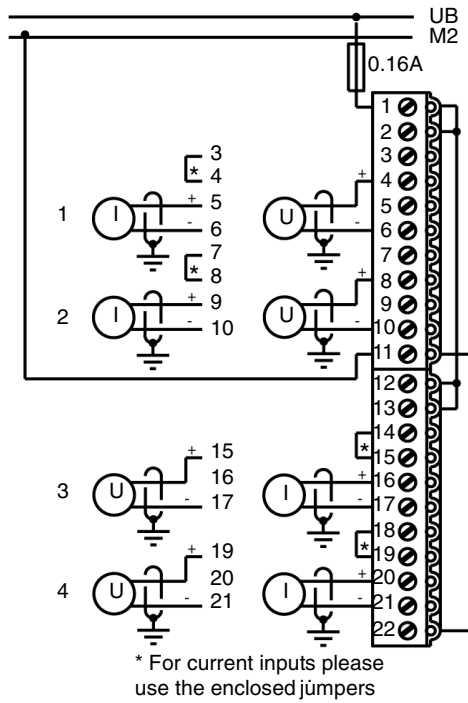 UB
M2
0.16A
1
2
3
3
4
*
+ 4
1 I + 5 U 5
- 6 - 6
7
7
* 8
+ 8
2 I + 9 U 9
- 10 - 10
11
12
13
14
+ 15 * 15
3 U 16 I + 16
- 17 - 17
18
+ 19 * 19
4 U 20 I + 20
- 21 - 21
22
* For current inputs please
use the enclosed jumpers